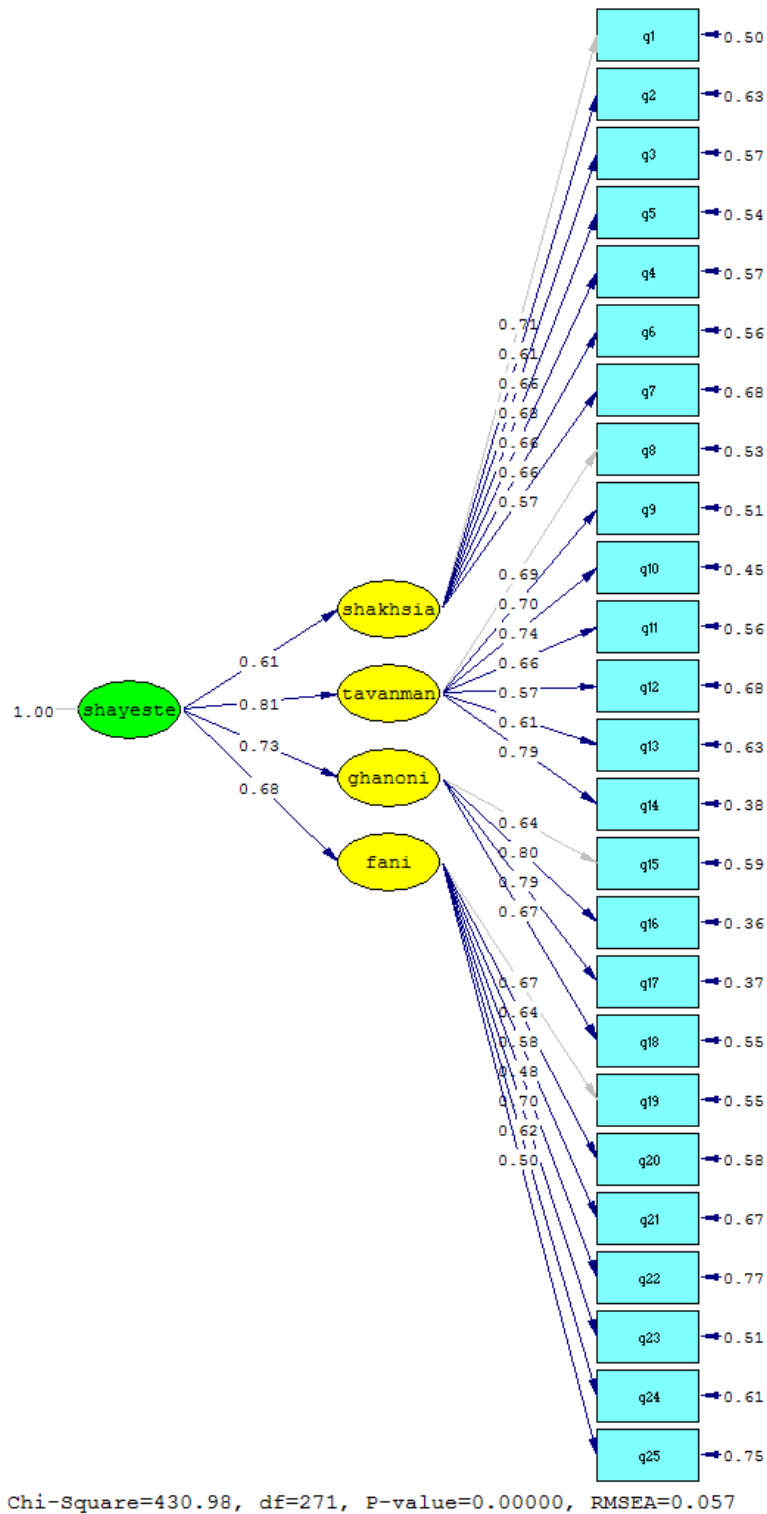 q1 0.50
q2 0.63
q3 0.57
q5 0.54
q4 0.57
q6 0.56
q7 0.68
q8 0.53
q9 0.51
q10 0.45
q11 0.56
q12 0.68
q13 0.63
q14 0.38
q15 0.59
q16 0.36
q17 0.37
q18 0.55
q19 0.55
q20 0.58
q21 0.67
q22 0.77
q23 0.51
q24 0.61
q25 0.75
0.71
0.61
0.66
0.68
0.66
0.66
0.57
0.69
0.70
0.74
0.66
0.57
0.61
0.79
0.64
0.80
0.79
0.67
0.67
0.64
0.58
0.48
0.70
0.62
0.50
shakhsia
tavanman
ghanoni
fani
0.61
0.81
0.73
0.68
1.00 shayeste
Chi-Square=430.98, df=271, P-value=0.00000, RMSEA=0.057